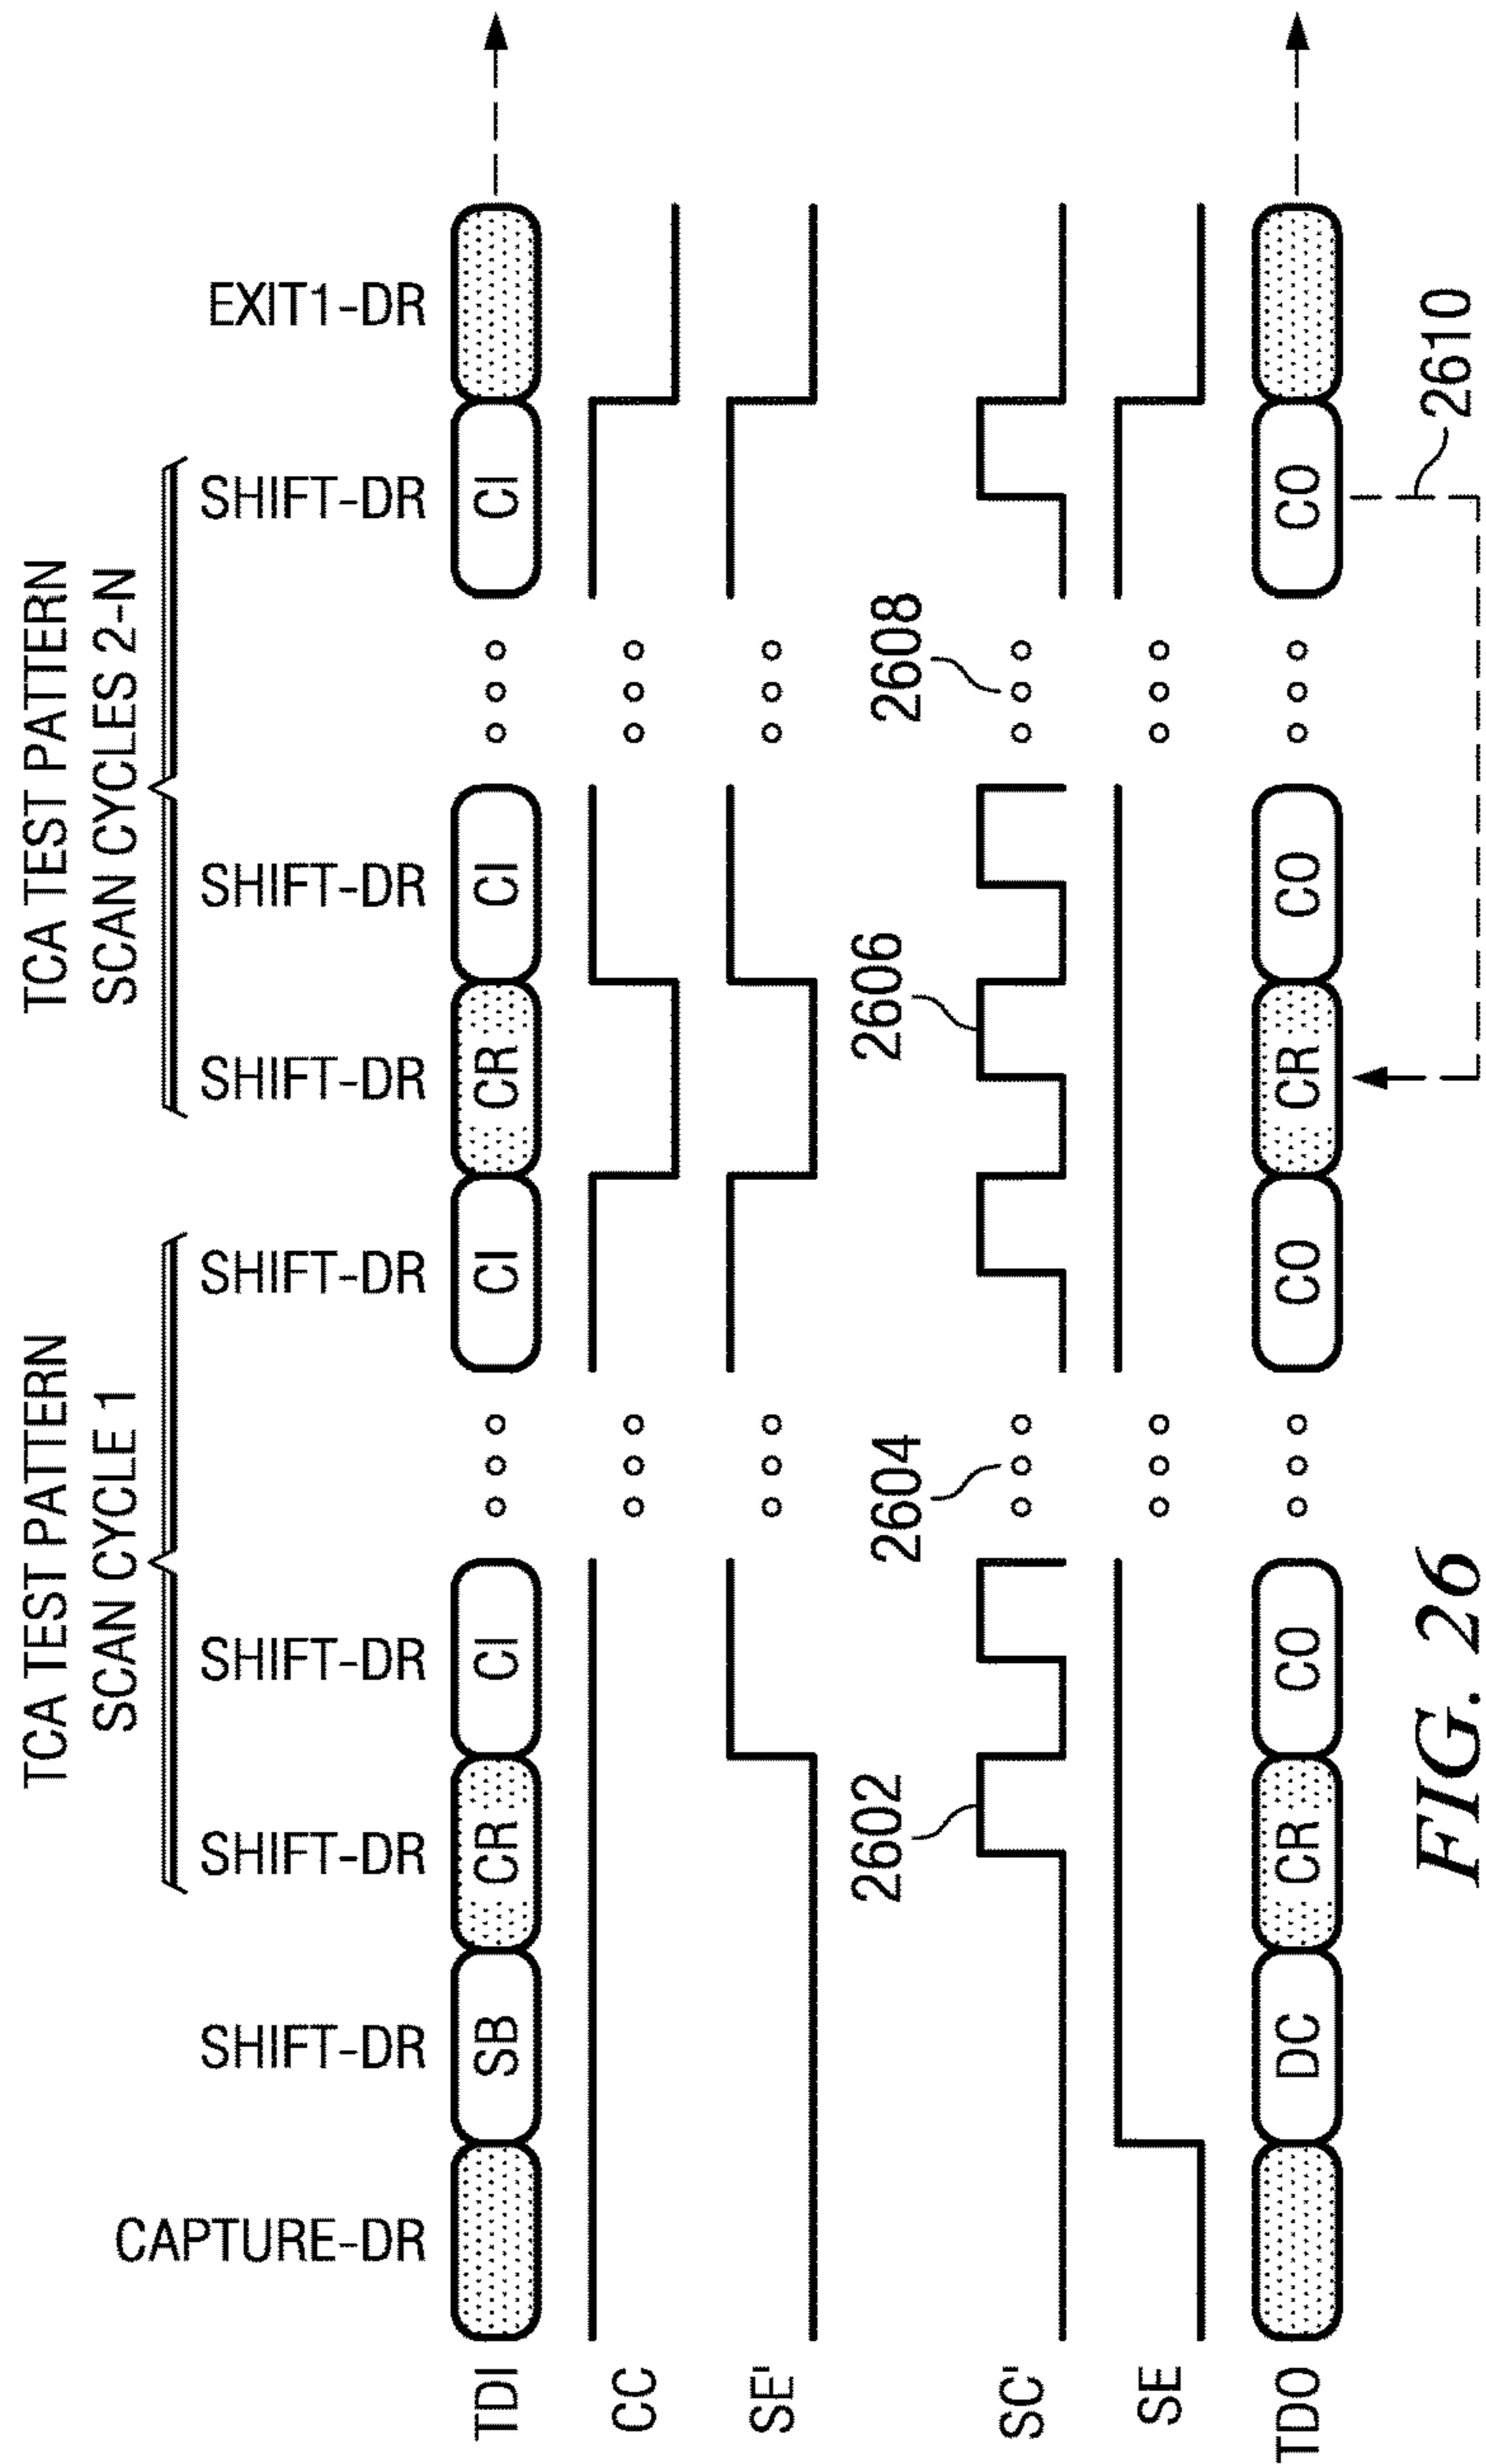 TCA TEST PATTERN
SCAN CYCLE 1
TCA TEST PATTERN
SCAN CYCLES 2-N
CAPTURE-DR
SHIFT-DR
SHIFT-DR
SHIFT-DR
SHIFT-DR
SHIFT-DR
SHIFT-DR
SHIFT-DR
EXIT1-DR
TDI
SB
CR
CI
CI
CR
CI
CI
CC
SE'
2602
2604
2606
2608
SC'
SE
TDO
DC
CR
CO
CO
CR
CO
CO
2610
FIG. 26